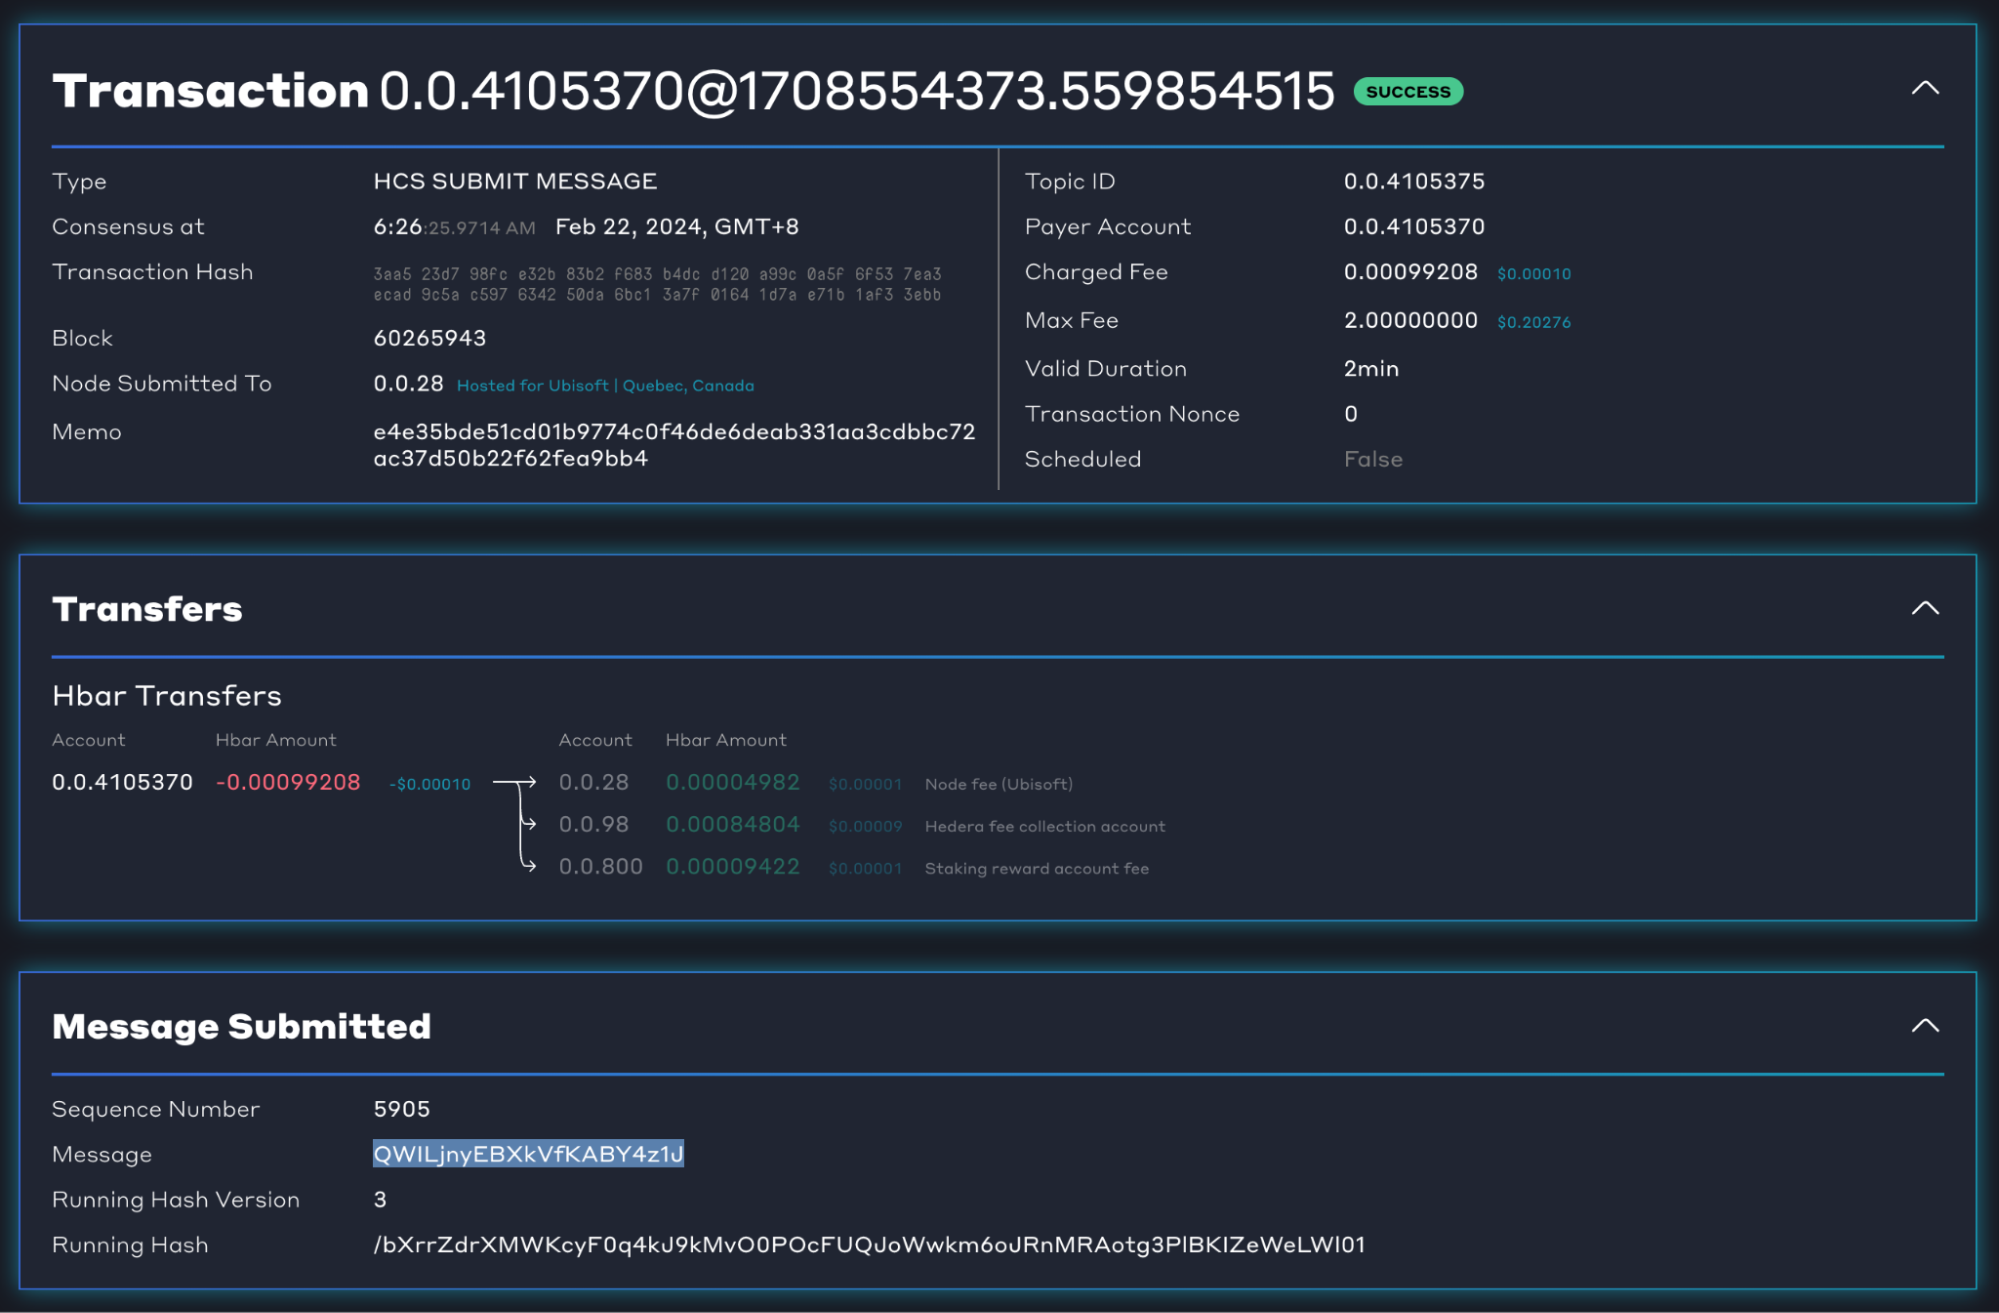 Transaction 0.0.4105370@1708554373.559854515 SUCCESS
Type HCS SUBMIT MESSAGE
Consensus at 6:26:25.9714 AM Feb 22, 2024, GMT+8
Transaction Hash 3aa5 23d7 98fc e32b 83b2 f683 b4dc d120 a99c 0a5f 6f53 7ea3
ecad 9c5a c597 6342 50da 6bc1 3a7f 0164 1d7a e71b 1af3 3ebb
Block 60265943
Node Submitted To 0.0.28 Hosted for Ubisoft | Quebec, Canada
Memo e4e35bde51cd01b9774c0f46de6deab331aa3cdbbc72
ac37d50b22f62fea9bb4
Topic ID 0.0.4105375
Payer Account 0.0.4105370
Charged Fee 0.00099208 $0.00010
Max Fee 2.00000000 $0.20276
Valid Duration 2min
Transaction Nonce 0
Scheduled False
Transfers
Hbar Transfers
Account Hbar Amount Account Hbar Amount
0.0.4105370 -0.00099208 -$0.00010 0.0.28 0.00004982 $0.00001 Node fee (Ubisoft)
0.0.98 0.00084804 $0.00009 Hedera fee collection account
0.0.800 0.00009422 $0.00001 Staking reward account fee
Message Submitted
Sequence Number 5905
Message QWILjnyEBXkVfKABY4z1J
Running Hash Version 3
Running Hash /bXrrZdrXMWKcyF0q4kJ9kMvO0POcFUQJoWwkm6oJRnMRAotg3PlBKIZeWeLWl01